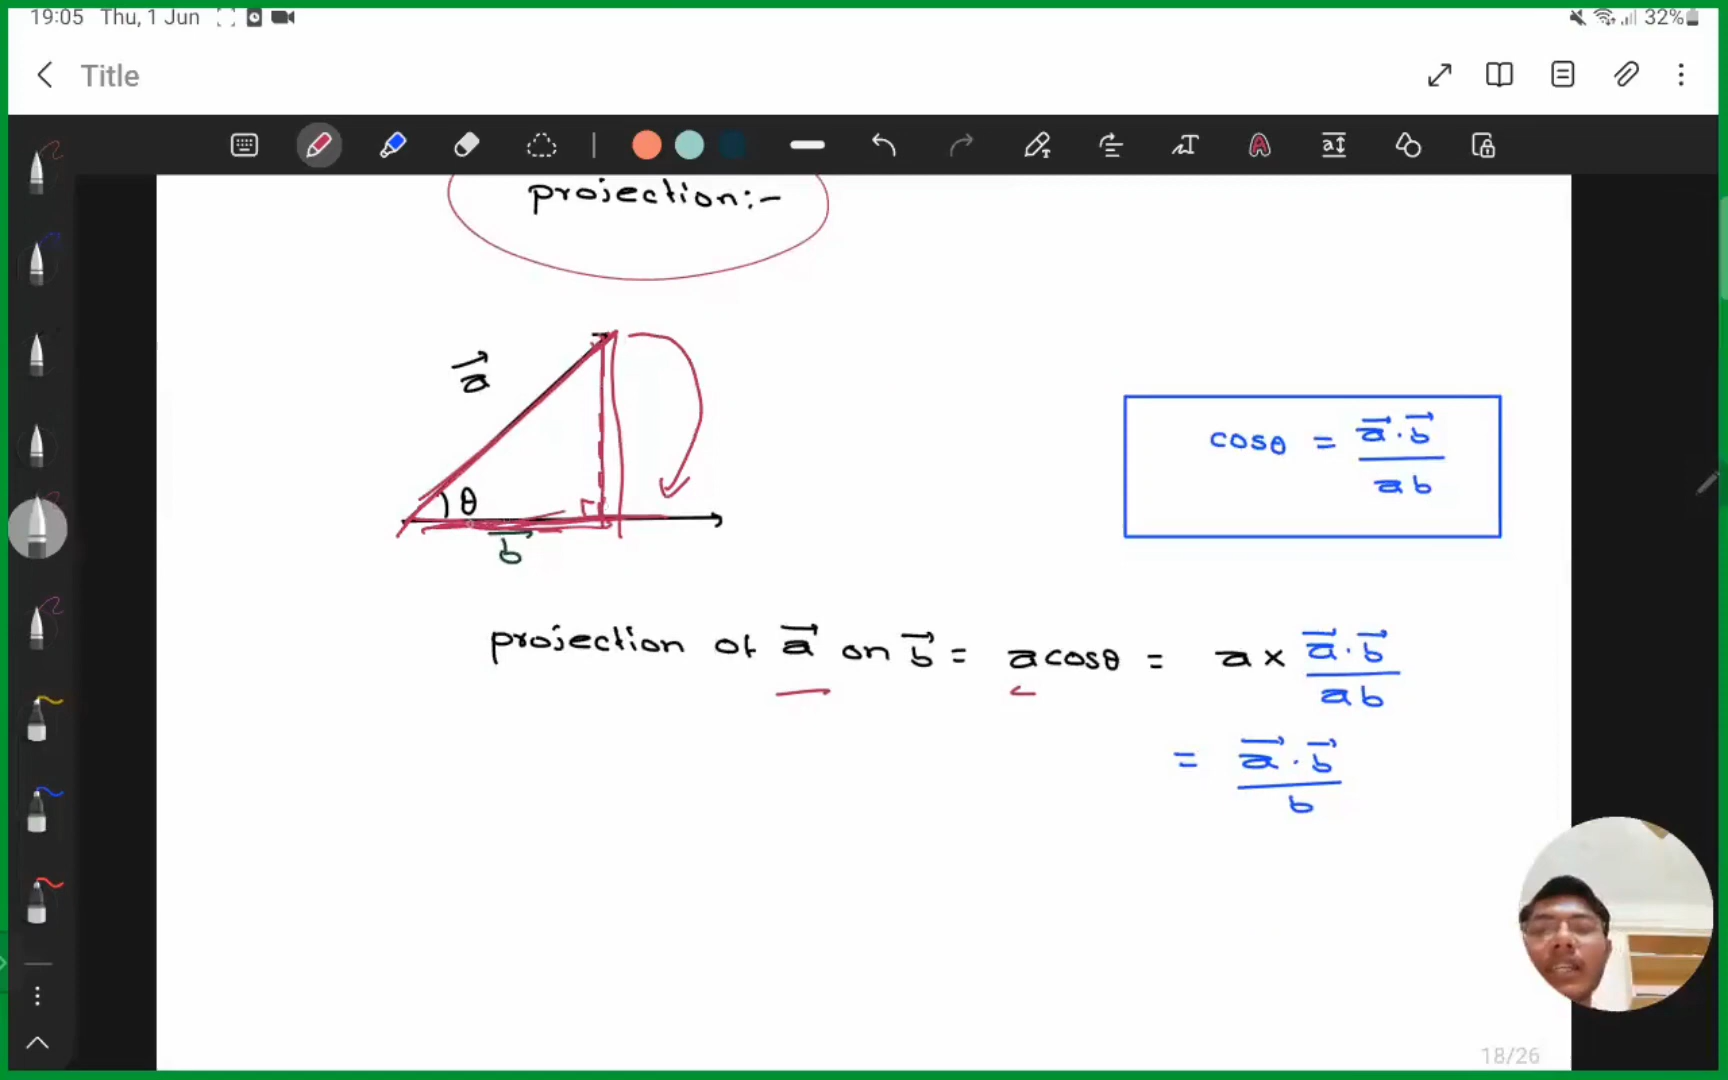 19:05 Thu, 1 Jun 32%
Title
projection:-
a⃗
θ
b
cosθ = a⃗·b⃗ / ab
projection of a⃗ on b⃗ = a cosθ = a × a⃗·b⃗ / ab
= a⃗·b⃗ / b
18/26